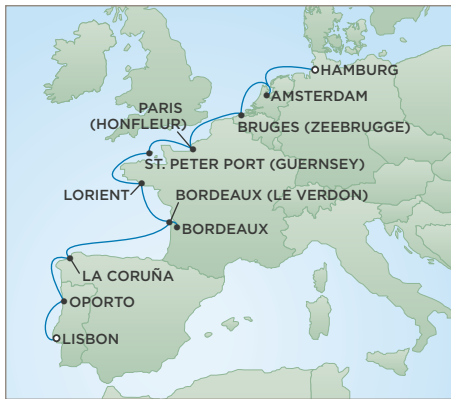 HAMBURG
AMSTERDAM
PARIS
(HONFLEUR)
BRUGES (ZEEBRUGGE)
ST. PETER PORT (GUERNSEY)
LORIENT
BORDEAUX (LE VERDON)
BORDEAUX
LA CORUÑA
OPORTO
LISBON